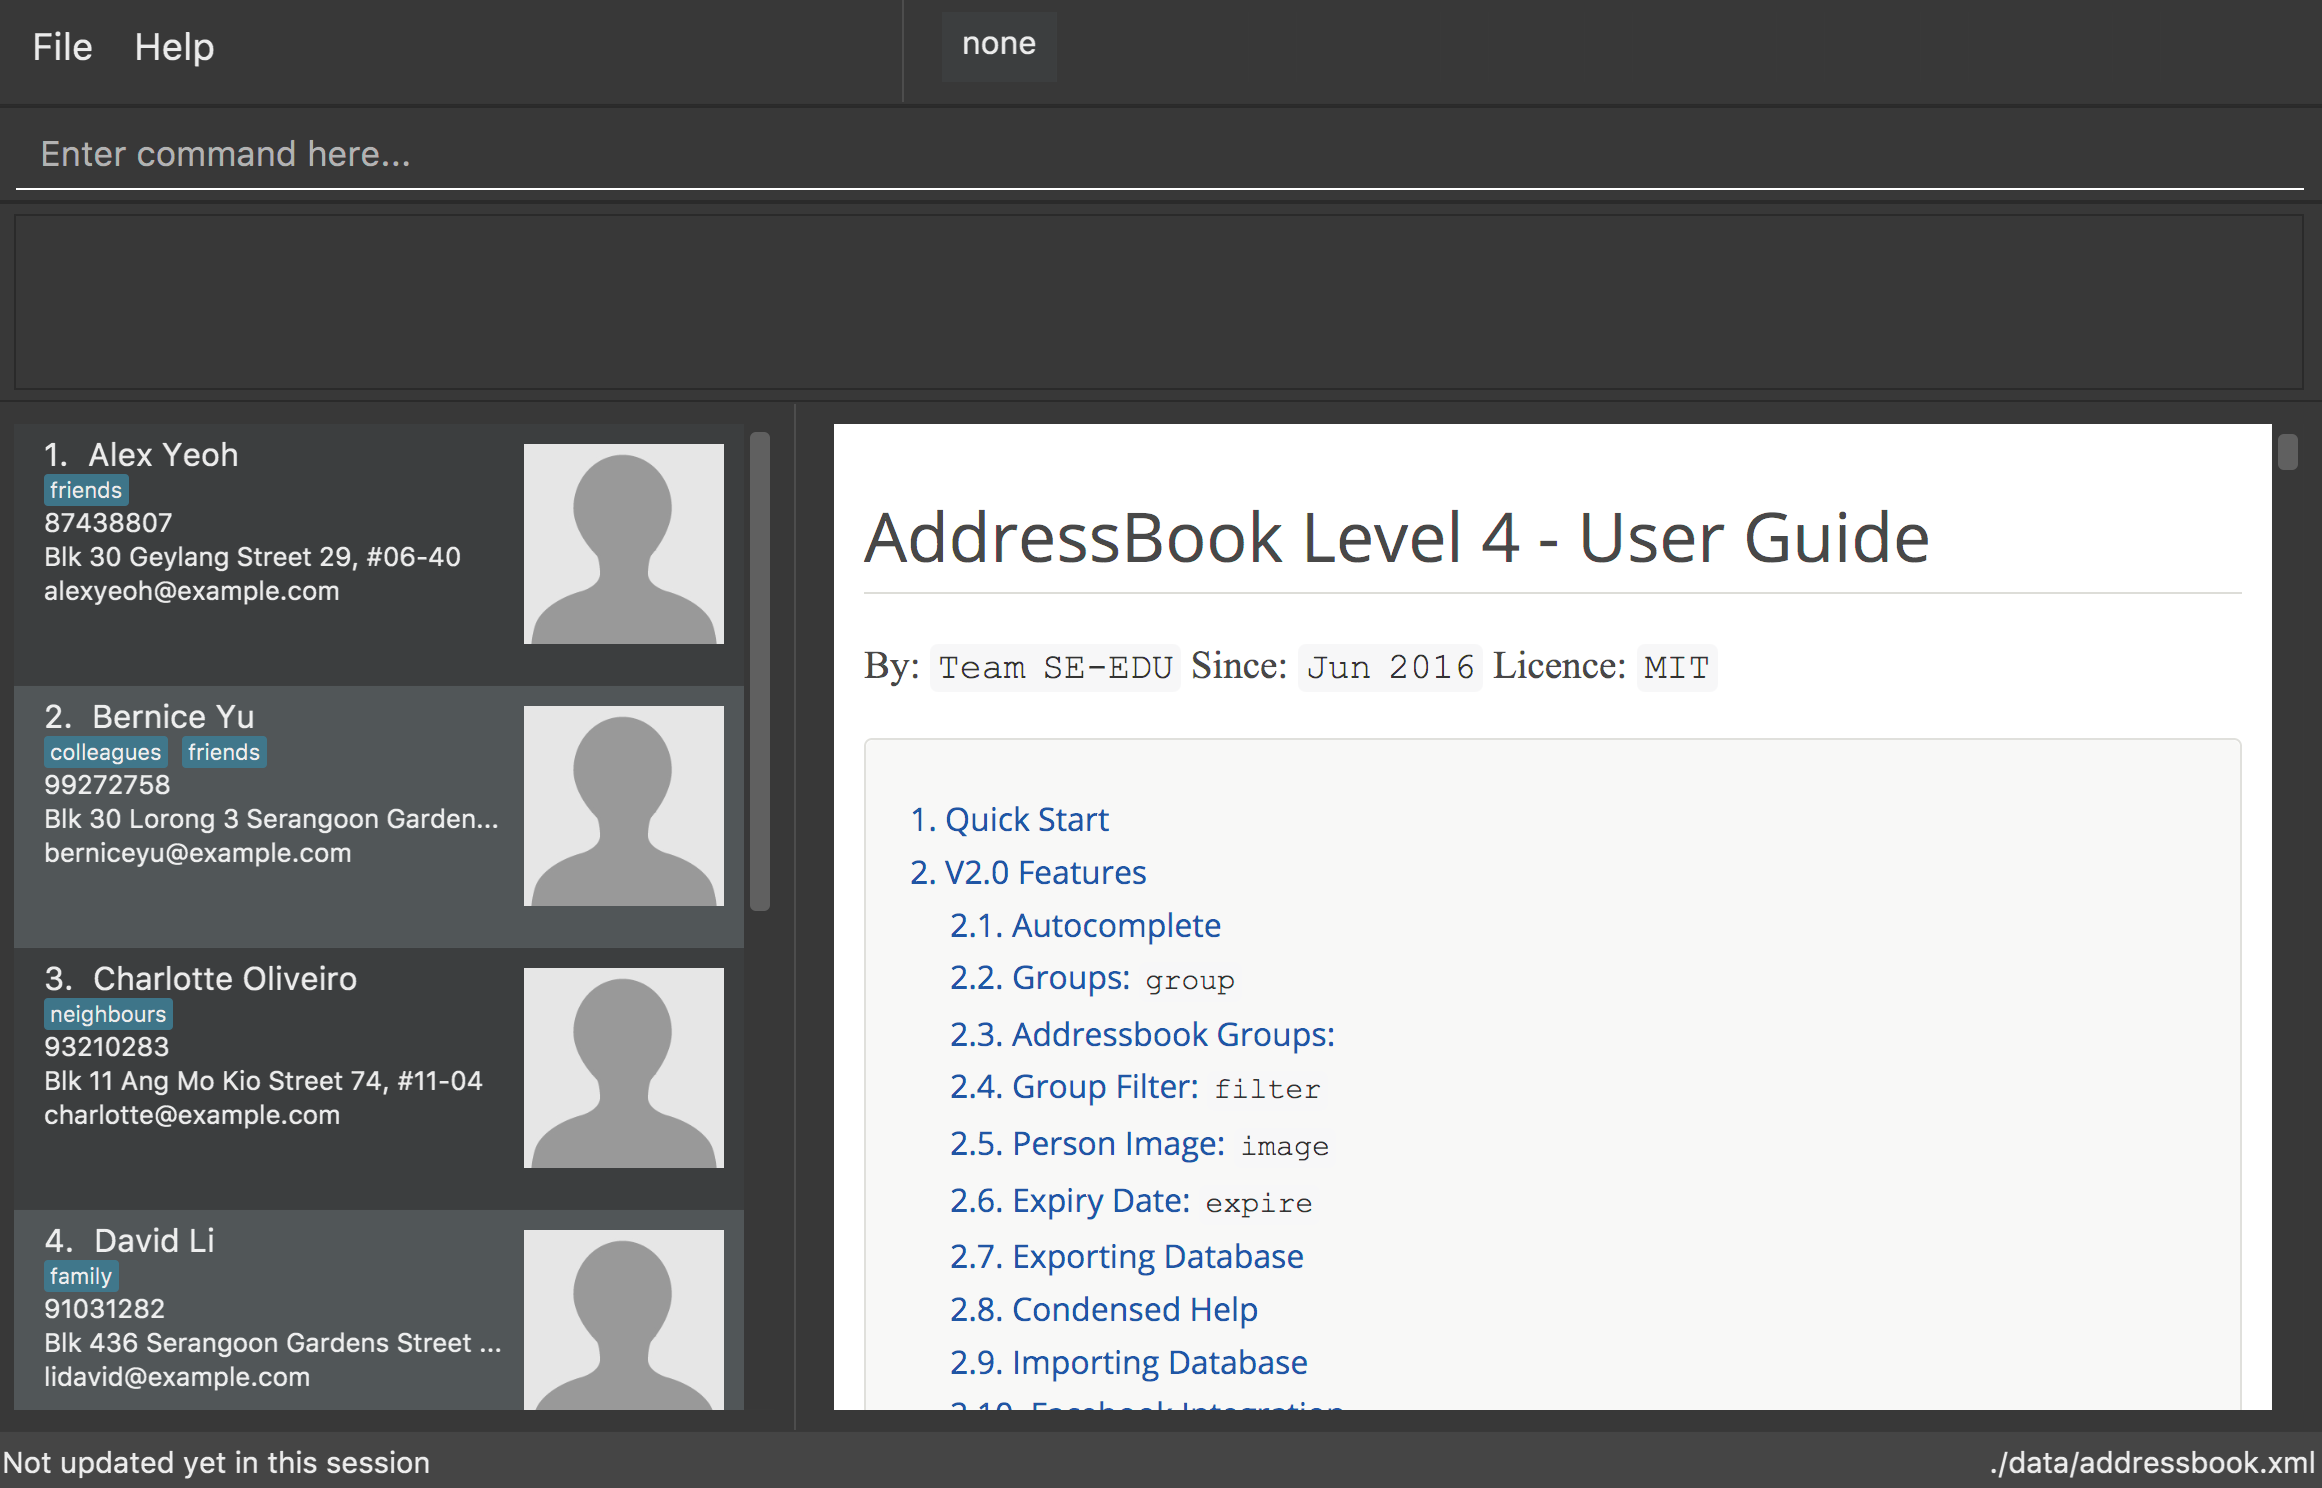 File Help
none
Enter command here...
1. Alex Yeoh
friends
87438807
Blk 30 Geylang Street 29, #06-40
alexyeoh@example.com
2. Bernice Yu
colleagues friends
99272758
Blk 30 Lorong 3 Serangoon Garden...
berniceyu@example.com
3. Charlotte Oliveiro
neighbours
93210283
Blk 11 Ang Mo Kio Street 74, #11-04
charlotte@example.com
4. David Li
family
91031282
Blk 436 Serangoon Gardens Street ...
lidavid@example.com
AddressBook Level 4 - User Guide
By: Team SE-EDU Since: Jun 2016 Licence: MIT
1. Quick Start
2. V2.0 Features
2.1. Autocomplete
2.2. Groups: group
2.3. Addressbook Groups:
2.4. Group Filter: filter
2.5. Person Image: image
2.6. Expiry Date: expire
2.7. Exporting Database
2.8. Condensed Help
2.9. Importing Database
2.10. Facebook Integration
Not updated yet in this session
./data/addressbook.xml